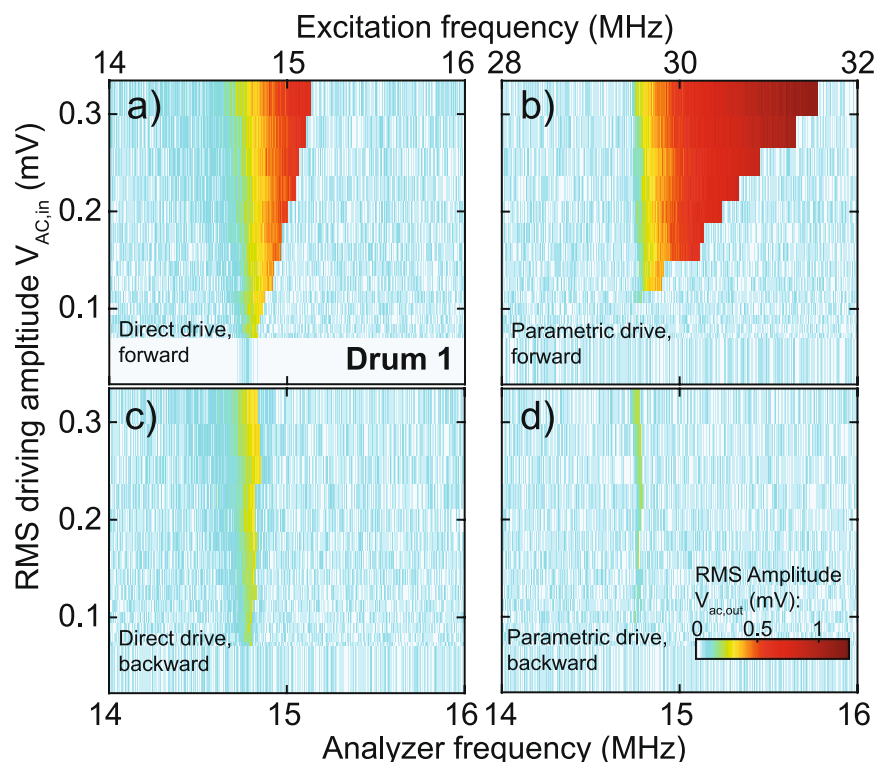 Excitation frequency (MHz)
14 15 16 28 30 32
RMS driving ampltiude V_AC,in (mV)
a) b)
0.3
0.2
0.1
Direct drive,
forward
Drum 1
Parametric drive,
forward
c) d)
0.3
0.2
0.1
Direct drive,
backward
RMS Amplitude
V_ac,out (mV):
0 0.5 1
Parametric drive,
backward
14 15 16 14 15 16
Analyzer frequency (MHz)